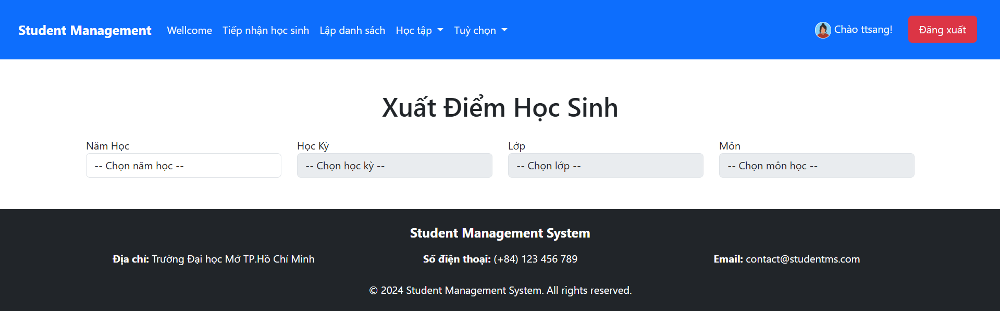 Student Management Wellcome Tiếp nhận học sinh Lập danh sách Học tập Tuỳ chọn Chào ttsang! Đăng xuất
Xuất Điểm Học Sinh
Năm Học Học Kỳ Lớp Môn
-- Chọn năm học -- -- Chọn học kỳ -- -- Chọn lớp -- -- Chọn môn học --
Student Management System
Địa chỉ: Trường Đại học Mở TP.Hồ Chí Minh Số điện thoại: (+84) 123 456 789 Email: contact@studentms.com
© 2024 Student Management System. All rights reserved.